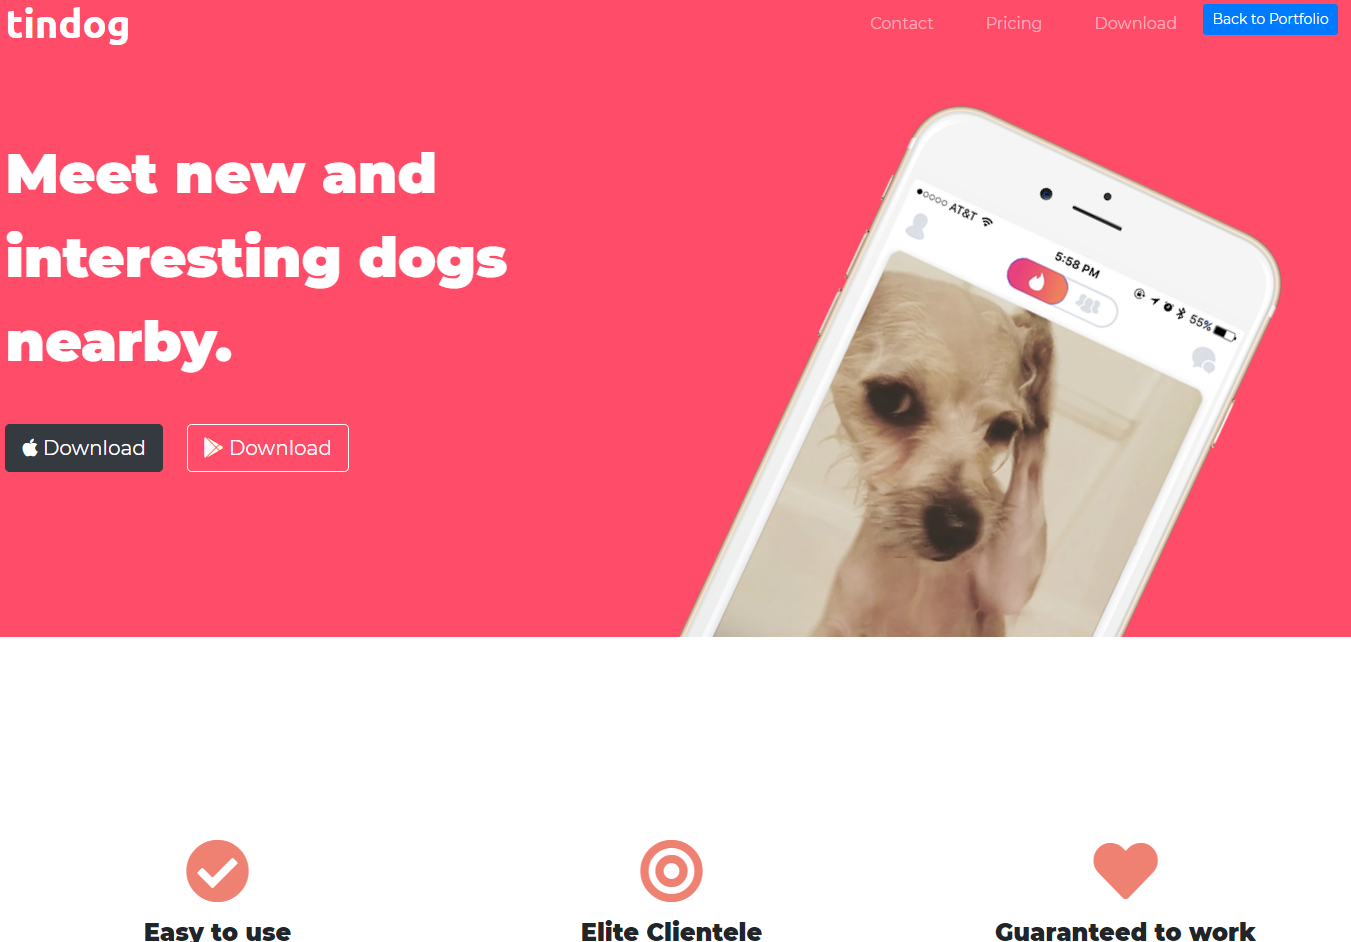 tindog
Contact Pricing Download Back to Portfolio
Meet new and
interesting dogs
nearby.
Download Download
AT&T 5:58 PM 55%
Easy to use Elite Clientele Guaranteed to work